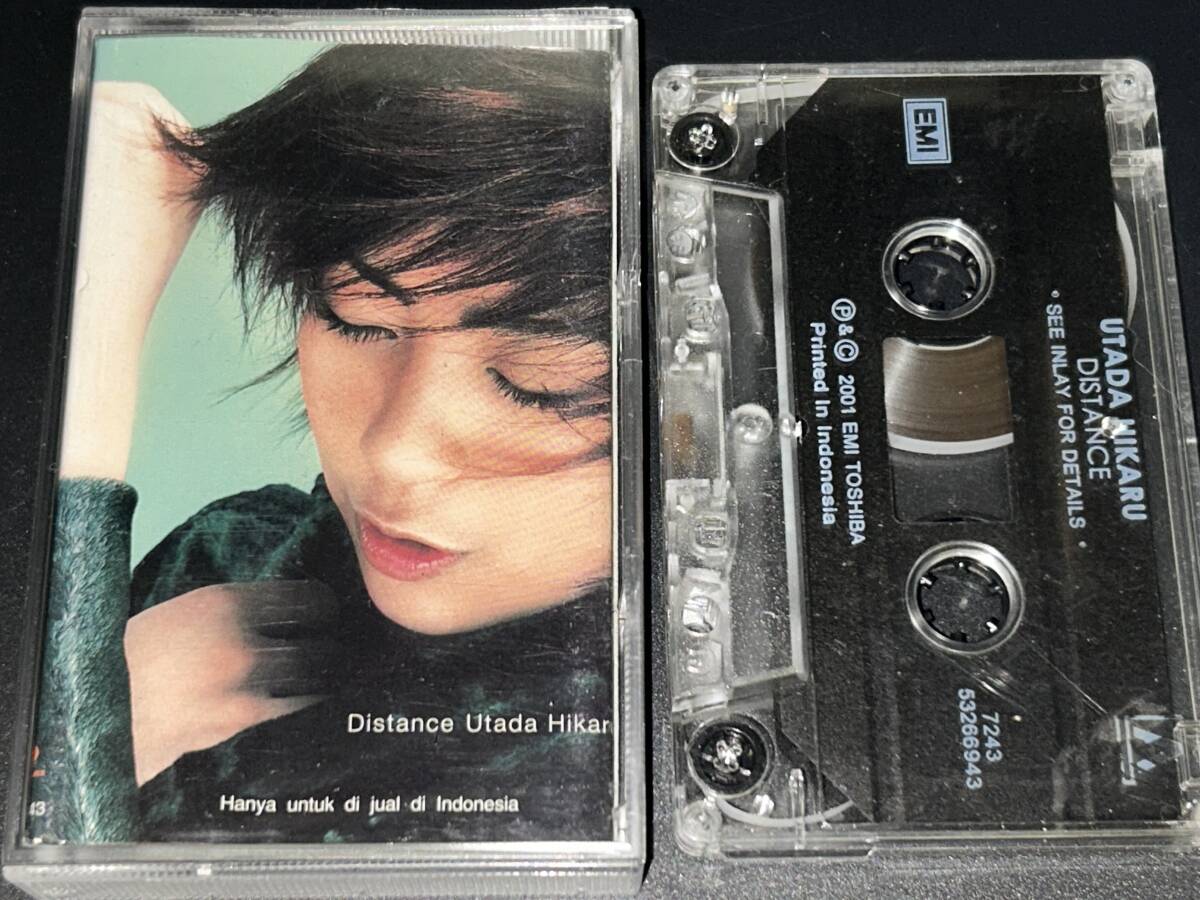 Distance Utada Hikar
Hanya untuk di jual di Indonesia
43
EMI
UTADA HIKARU
DISTANCE
* SEE INLAY FOR DETAILS *
Ⓟ & © 2001 EMI TOSHIBA
Printed in Indonesia
7243
53266943